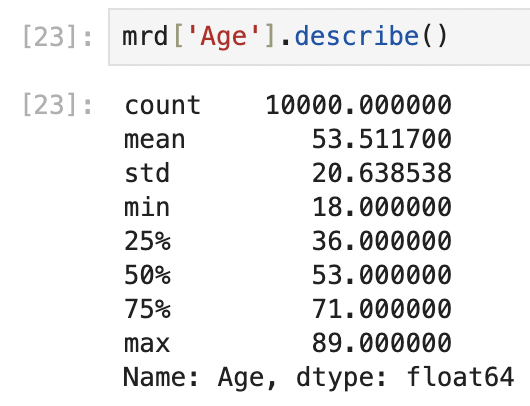 [23]: mrd['Age'].describe()
[23]: count 10000.000000
mean 53.511700
std 20.638538
min 18.000000
25% 36.000000
50% 53.000000
75% 71.000000
max 89.000000
Name: Age, dtype: float64